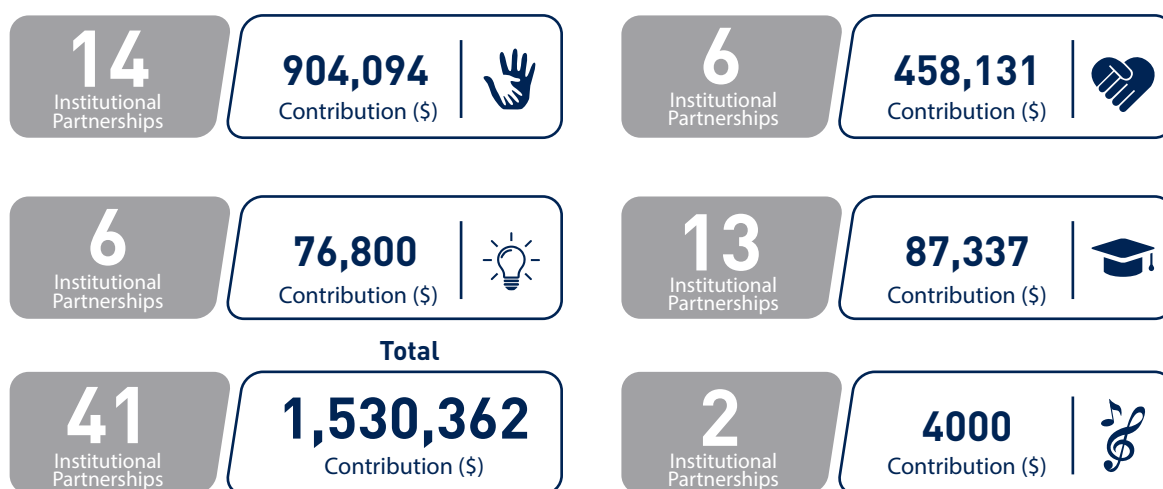 14
Institutional
Partnerships
904,094
Contribution ($)
6
Institutional
Partnerships
458,131
Contribution ($)
6
Institutional
Partnerships
76,800
Contribution ($)
13
Institutional
Partnerships
87,337
Contribution ($)
Total
41
Institutional
Partnerships
1,530,362
Contribution ($)
2
Institutional
Partnerships
4000
Contribution ($)